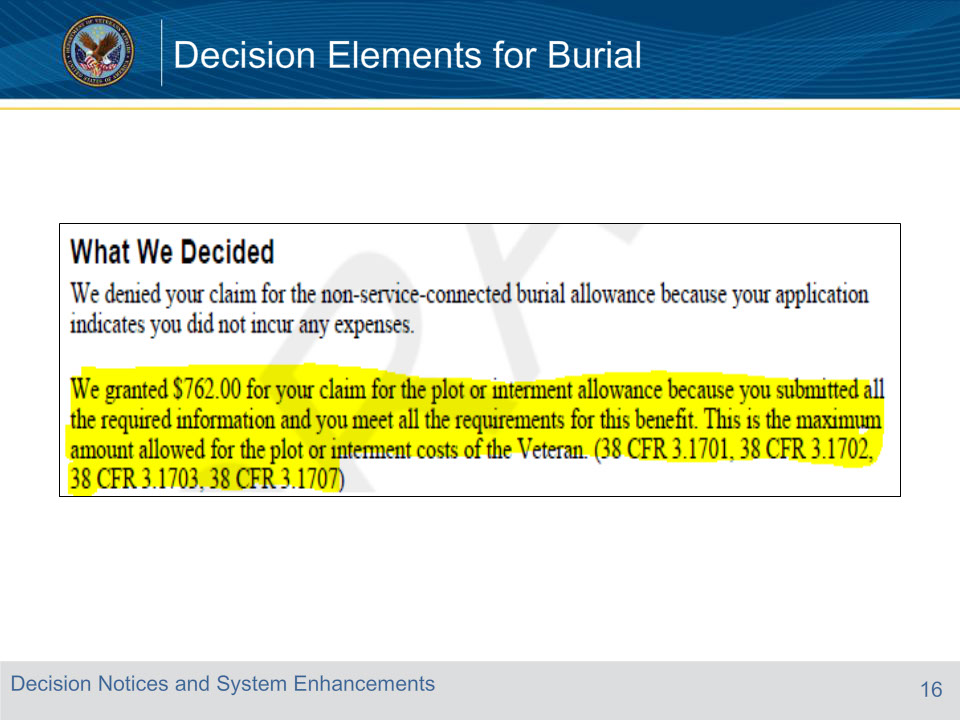 Decision Elements for Burial
What We Decided
We denied your claim for the non-service-connected burial allowance because your application
indicates you did not incur any expenses.
We granted $762.00 for your claim for the plot or interment allowance because you submitted all
the required information and you meet all the requirements for this benefit. This is the maximum
amount allowed for the plot or interment costs of the Veteran. (38 CFR 3.1701, 38 CFR 3.1702,
38 CFR 3.1703, 38 CFR 3.1707)
Decision Notices and System Enhancements
16